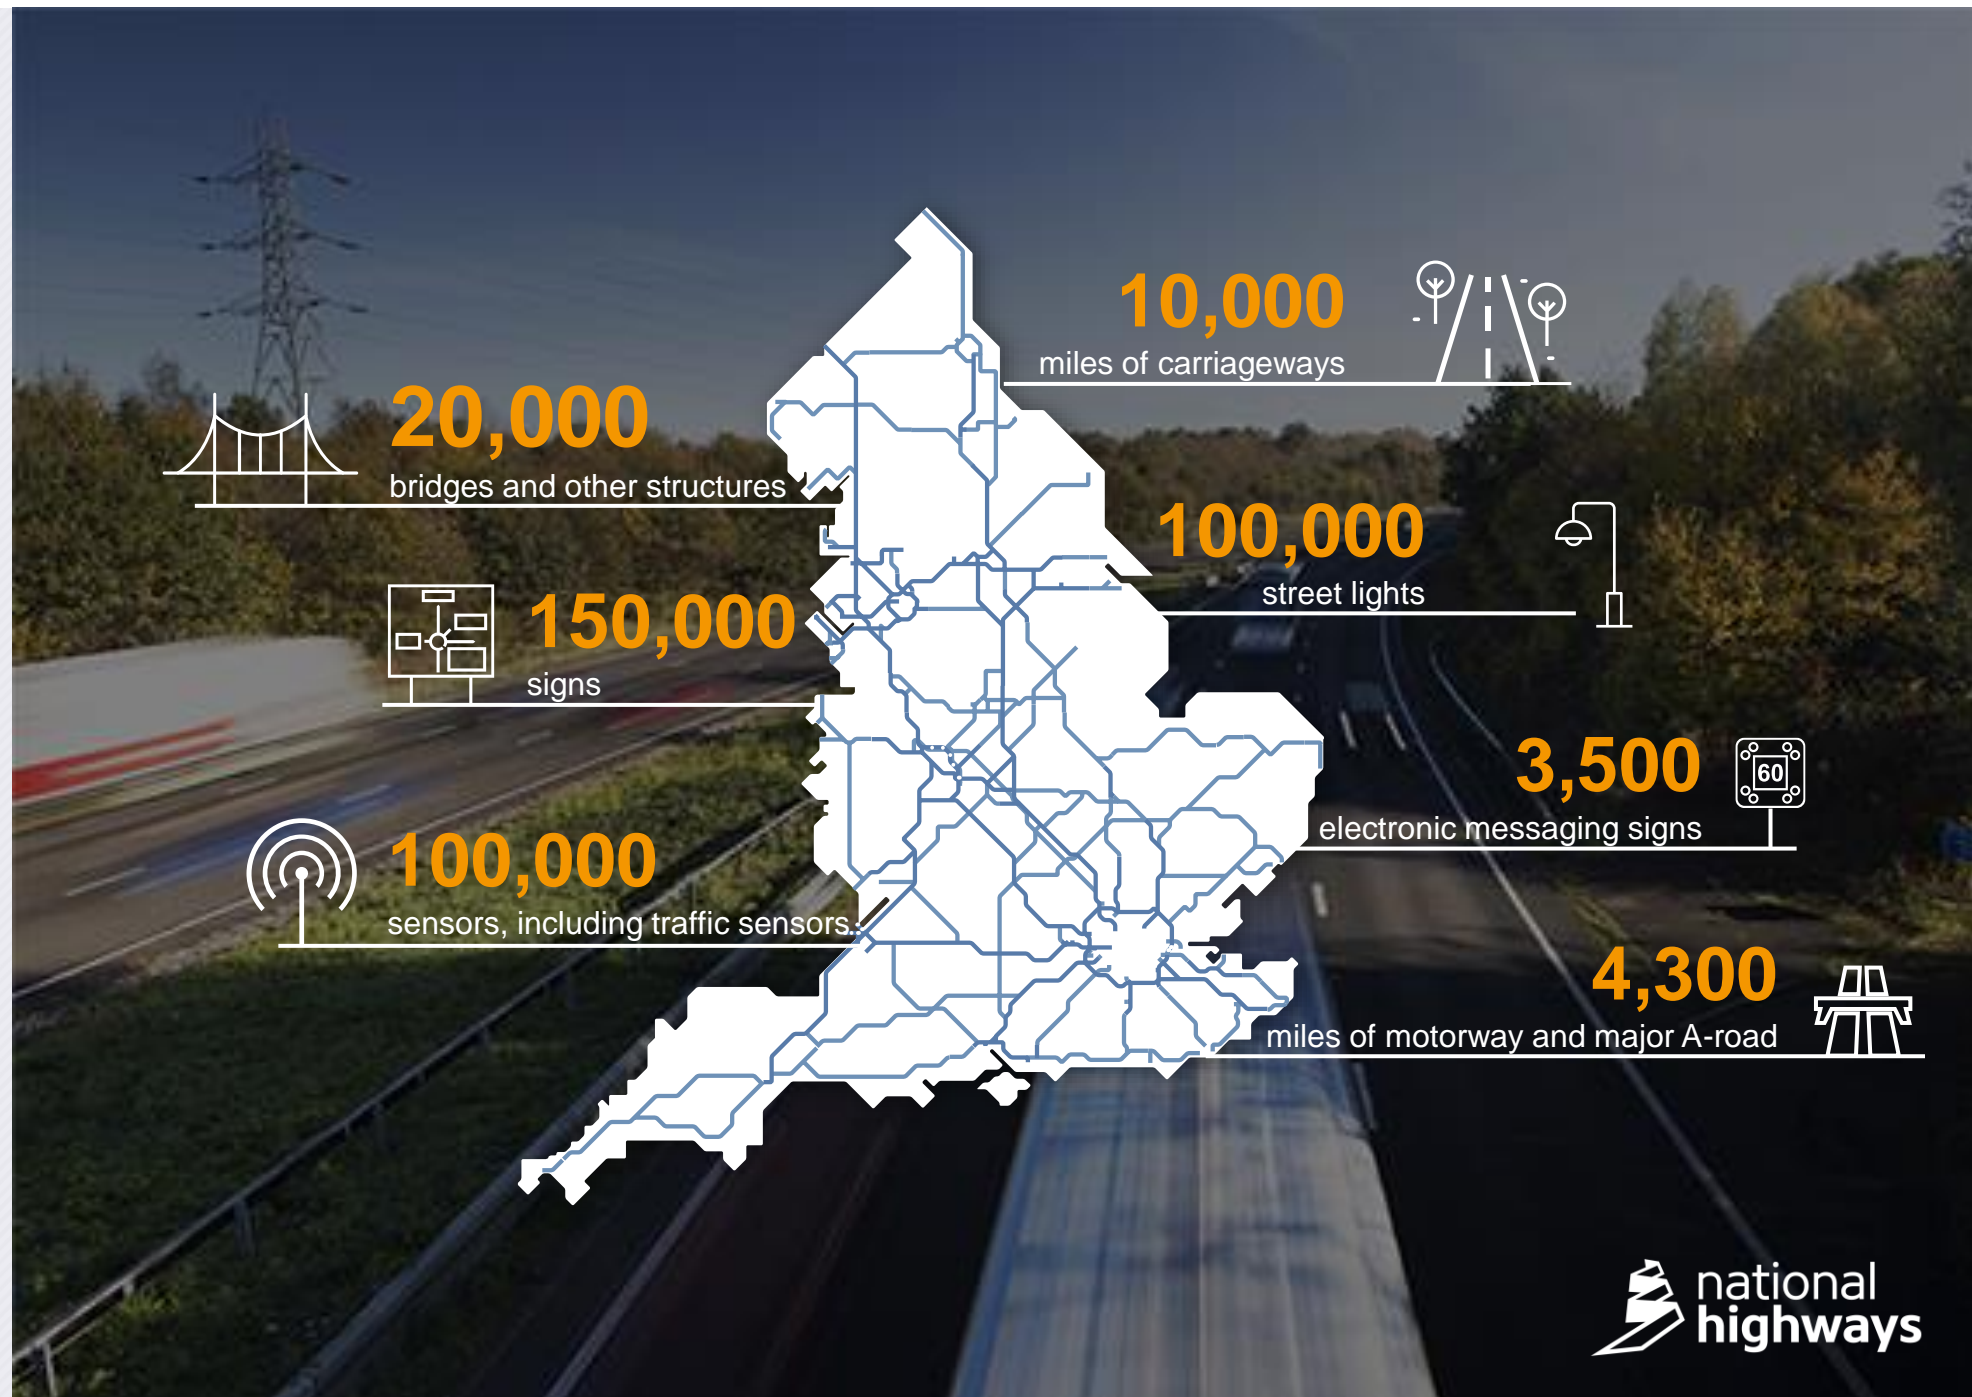 10,000
miles of carriageways
20,000
bridges and other structures
100,000
street lights
150,000
signs
3,500
60
electronic messaging signs
100,000
sensors, including traffic sensors
4,300
miles of motorway and major A-road
national
highways